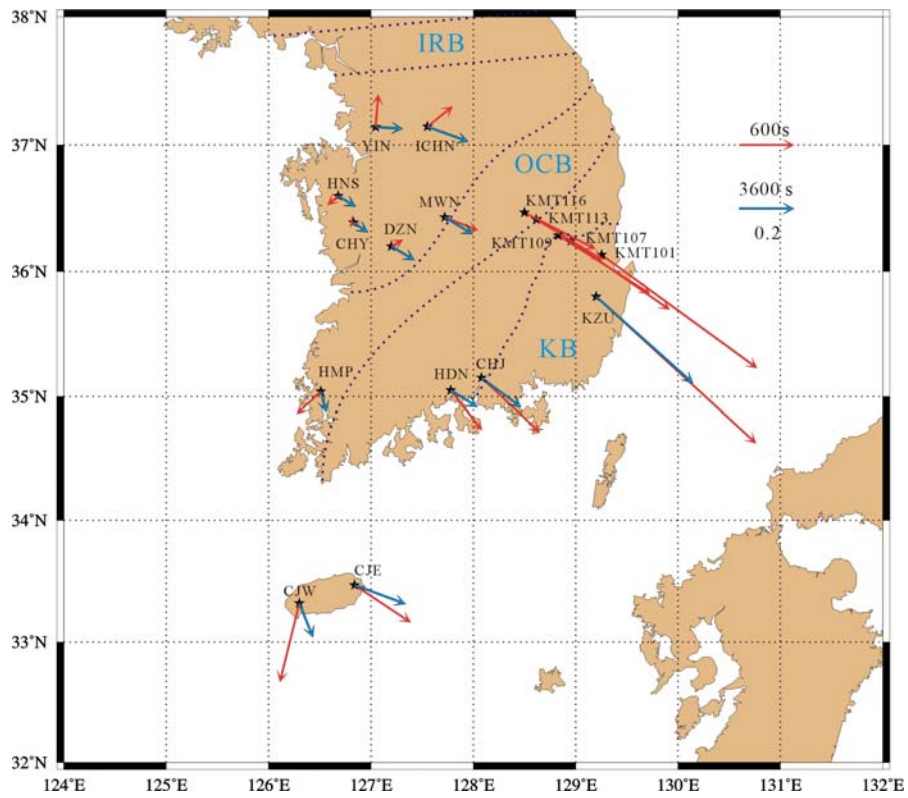 38°N
IRB
600s
37°N
YIN
ICHN
OCB
3600 s
HNS
MWN
KMT116
KMT113
0.2
CHY
DZN
KMT109
KMT107
KMT101
36°N
KZU
KB
HMP
HDN
CHJ
35°N
34°N
CJE
CJW
33°N
32°N
124°E
125°E
126°E
127°E
128°E
129°E
130°E
131°E
132°E